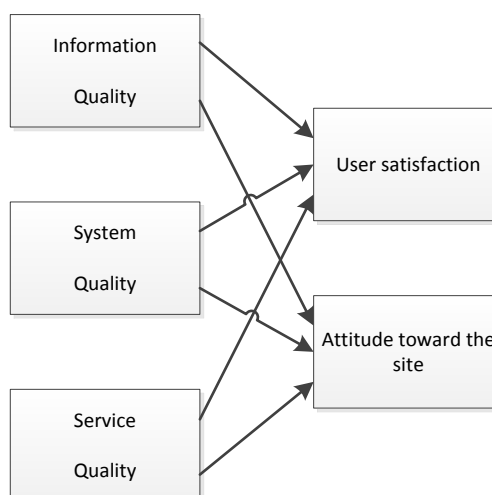 Information
Quality
User satisfaction
System
Quality
Attitude toward the
site
Service
Quality